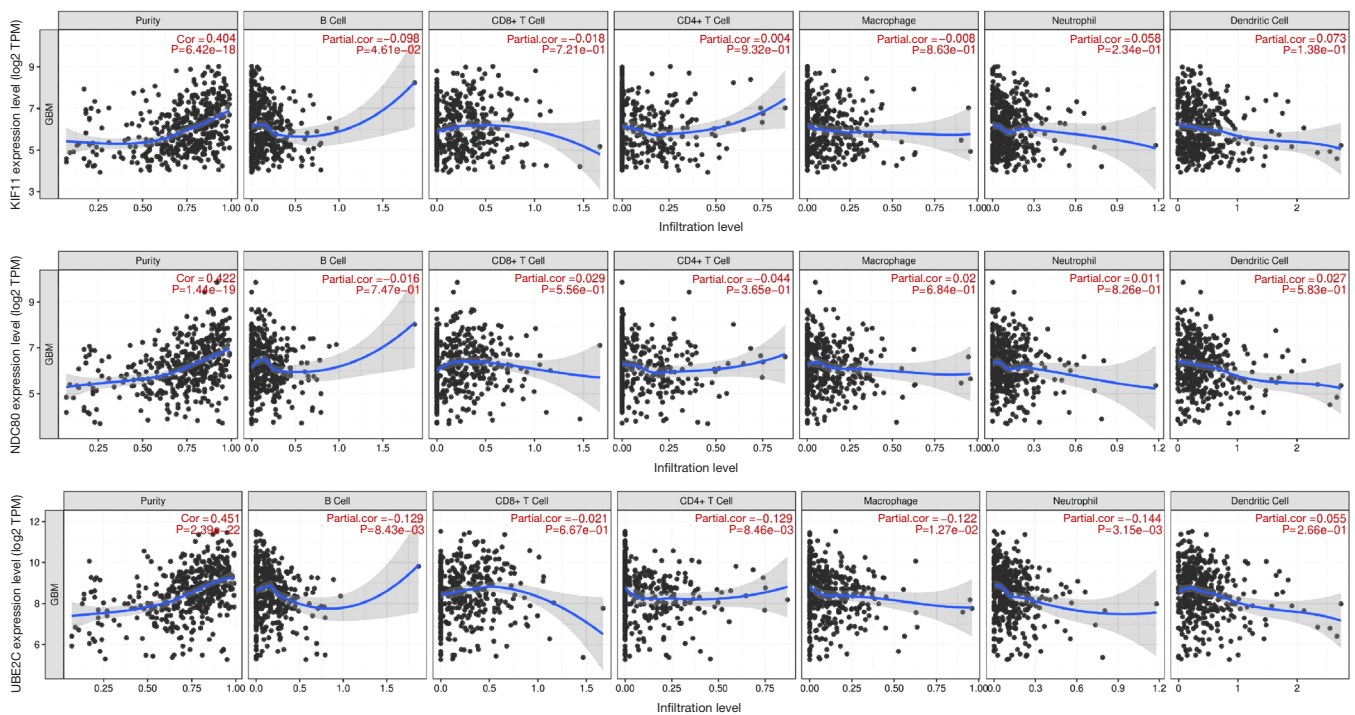 Purity B Cell CD8+ T Cell CD4+ T Cell Macrophage Neutrophil Dendritic Cell
Cor = 0.404 Partial.cor = −0.098 Partial.cor = −0.018 Partial.cor = 0.004 Partial.cor = −0.008 Partial.cor = 0.058 Partial.cor = 0.073
P=6.42e−18 P=4.61e−02 P=7.21e−01 P=9.32e−01 P=8.63e−01 P=2.34e−01 P=1.38e−01
KIF11 expression level (log2 TPM)
GBM
9
7
5
3
0.25 0.50 0.75 1.00 0.0 0.5 1.0 1.5 0.0 0.5 1.0 1.5 0.00 0.25 0.50 0.75 0.00 0.25 0.50 0.75 1.00 0.0 0.3 0.6 0.9 1.2 0 1 2
Infiltration level
Purity B Cell CD8+ T Cell CD4+ T Cell Macrophage Neutrophil Dendritic Cell
Cor = 0.422 Partial.cor = −0.016 Partial.cor = 0.029 Partial.cor = −0.044 Partial.cor = 0.02 Partial.cor = 0.011 Partial.cor = 0.027
P=1.44e−19 P=7.47e−01 P=5.56e−01 P=3.65e−01 P=6.84e−01 P=8.26e−01 P=5.83e−01
NDC80 expression level (log2 TPM)
GBM
9
7
5
0.25 0.50 0.75 1.00 0.0 0.5 1.0 1.5 0.0 0.5 1.0 1.5 0.00 0.25 0.50 0.75 0.00 0.25 0.50 0.75 1.00 0.0 0.3 0.6 0.9 1.2 0 1 2
Infiltration level
Purity B Cell CD8+ T Cell CD4+ T Cell Macrophage Neutrophil Dendritic Cell
Cor = 0.451 Partial.cor = −0.129 Partial.cor = −0.021 Partial.cor = −0.129 Partial.cor = −0.122 Partial.cor = −0.144 Partial.cor = 0.055
P=2.39e−22 P=8.43e−03 P=6.67e−01 P=8.46e−03 P=1.27e−02 P=3.15e−03 P=2.66e−01
UBE2C expression level (log2 TPM)
GBM
12
10
8
6
0.25 0.50 0.75 1.00 0.0 0.5 1.0 1.5 0.0 0.5 1.0 1.5 0.00 0.25 0.50 0.75 0.00 0.25 0.50 0.75 1.00 0.0 0.3 0.6 0.9 1.2 0 1 2
Infiltration level